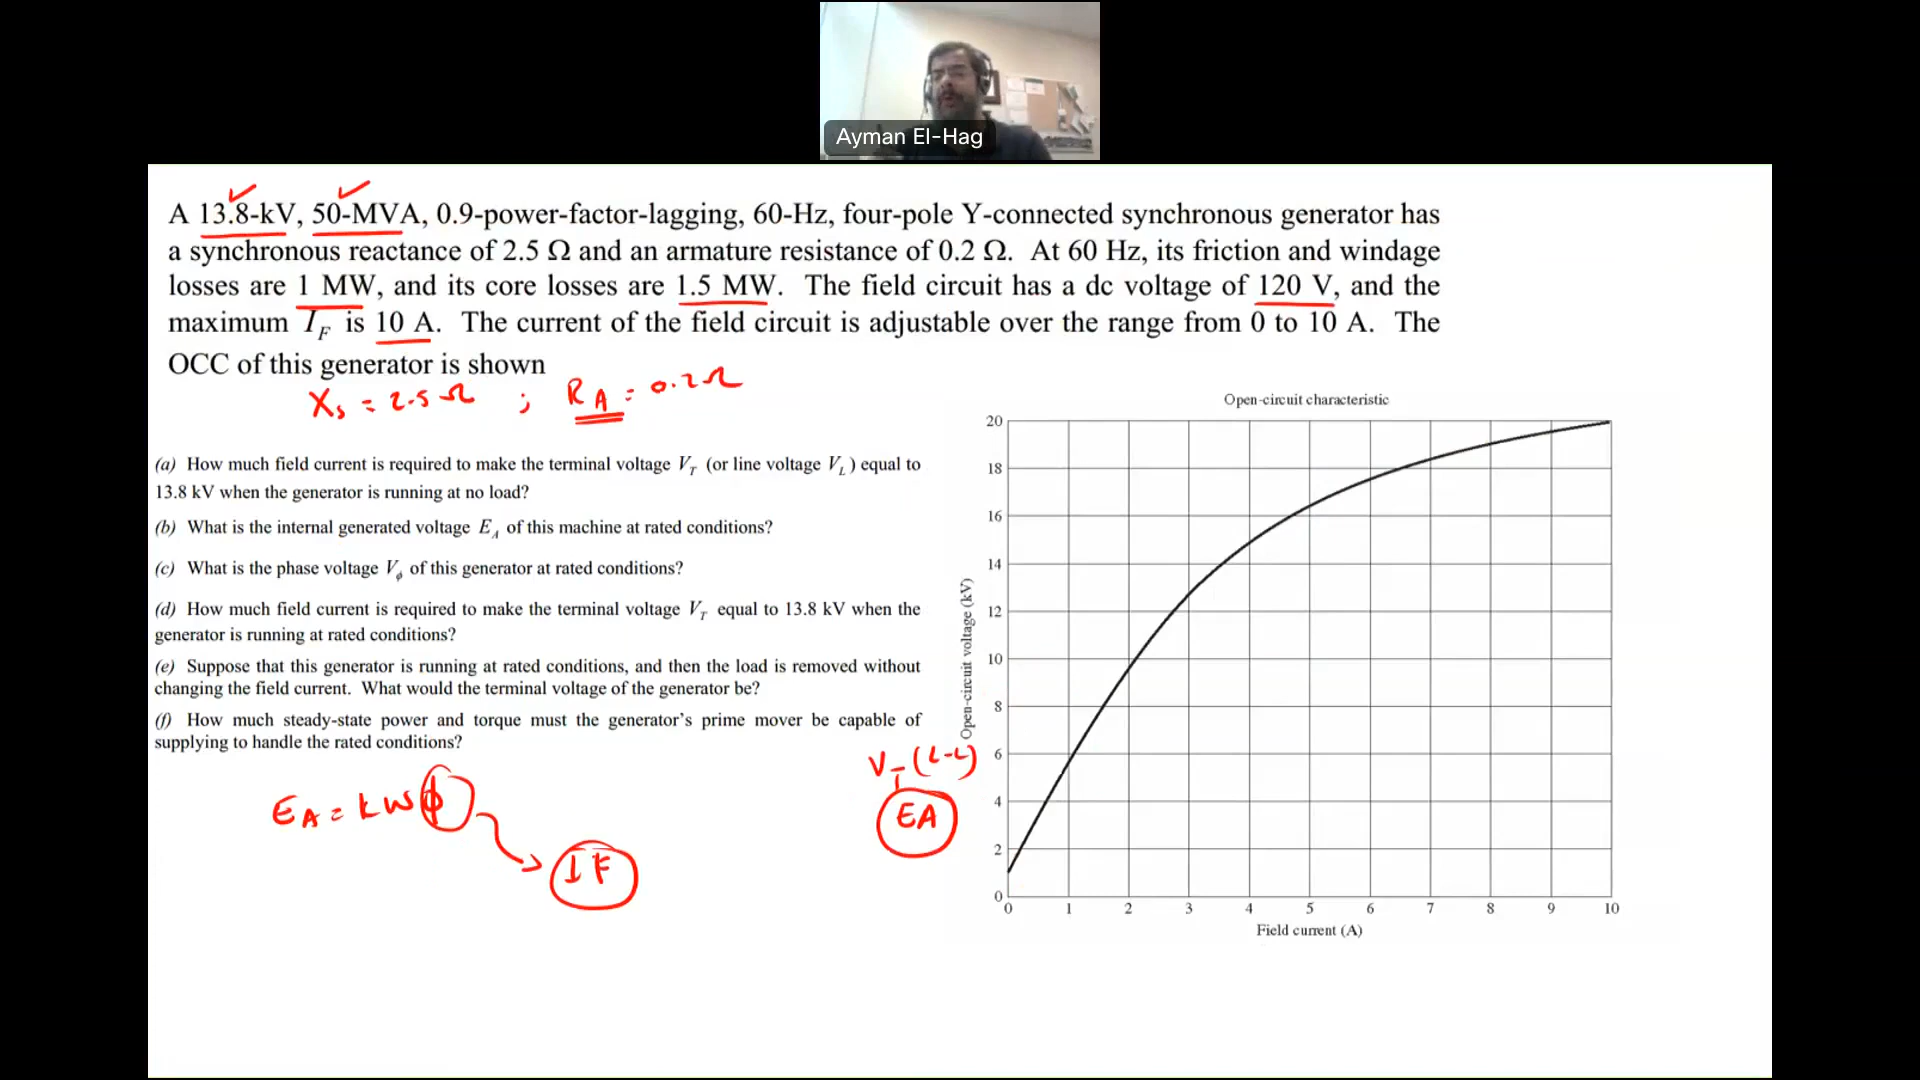 Ayman El-Hag
A 13.8-kV, 50-MVA, 0.9-power-factor-lagging, 60-Hz, four-pole Y-connected synchronous generator has
a synchronous reactance of 2.5 Ω and an armature resistance of 0.2 Ω. At 60 Hz, its friction and windage
losses are 1 MW, and its core losses are 1.5 MW. The field circuit has a dc voltage of 120 V, and the
maximum I_F is 10 A. The current of the field circuit is adjustable over the range from 0 to 10 A. The
OCC of this generator is shown
Xs = 2.5 Ω ; RA = 0.2 Ω
(a) How much field current is required to make the terminal voltage V_T (or line voltage V_L) equal to
13.8 kV when the generator is running at no load?
(b) What is the internal generated voltage E_A of this machine at rated conditions?
(c) What is the phase voltage V_ϕ of this generator at rated conditions?
(d) How much field current is required to make the terminal voltage V_T equal to 13.8 kV when the
generator is running at rated conditions?
(e) Suppose that this generator is running at rated conditions, and then the load is removed without
changing the field current. What would the terminal voltage of the generator be?
(f) How much steady-state power and torque must the generator's prime mover be capable of
supplying to handle the rated conditions?
EA = kWϕ
IF
VT (L-L)
EA
Open-circuit characteristic
Open-circuit voltage (kV)
20
18
16
14
12
10
8
6
4
2
0
0 1 2 3 4 5 6 7 8 9 10
Field current (A)